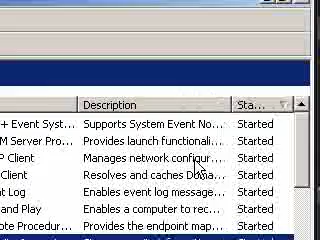 Description Sta...
+ Event Syst... Supports System Event No... Started
M Server Proc... Provides launch functionali... Started
P Client Manages network configur... Started
Client Resolves and caches Doma... Started
nt Log Enables event log message... Started
and Play Enables a computer to rec... Started
ote Procedur... Provides the endpoint map... Started